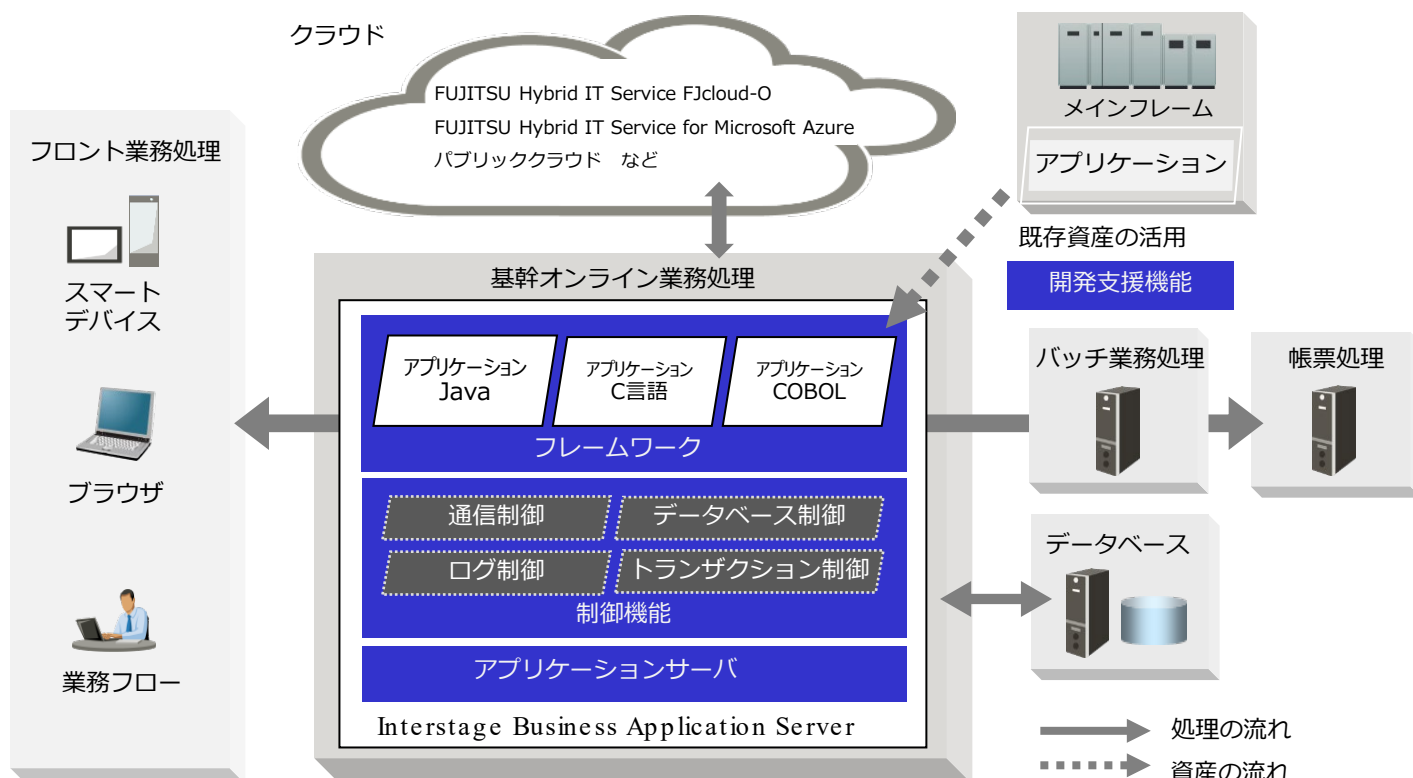 クラウド
FUJITSU Hybrid IT Service FJcloud-O
FUJITSU Hybrid IT Service for Microsoft Azure
パブリッククラウド など
メインフレーム
アプリケーション
既存資産の活用
開発支援機能
フロント業務処理
スマート
デバイス
ブラウザ
業務フロー
基幹オンライン業務処理
アプリケーション
Java
アプリケーション
C言語
アプリケーション
COBOL
フレームワーク
通信制御
データベース制御
ログ制御
トランザクション制御
制御機能
アプリケーションサーバ
Interstage Business Application Server
バッチ業務処理
帳票処理
データベース
処理の流れ
資産の流れ